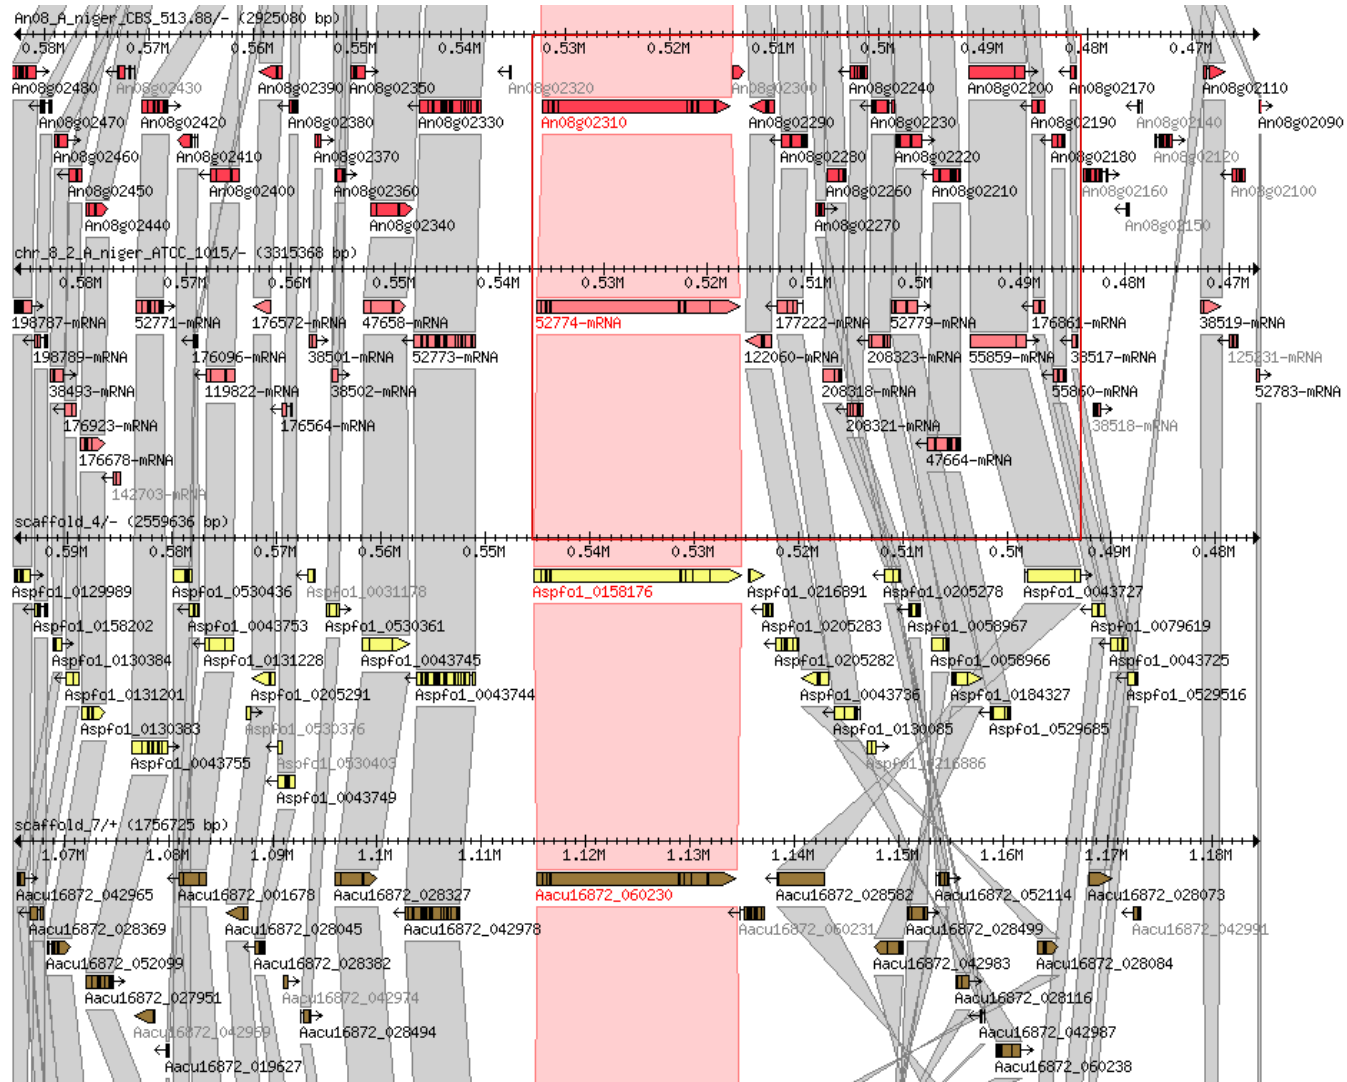 An08_A_niger_CBS_513.88/- (2925080 bp)
0.58M 0.57M 0.56M 0.55M 0.54M 0.53M 0.52M 0.51M 0.5M 0.49M 0.48M 0.47M
An08g02480 An08g02430 An08g02390 An08g02350 An08g02320 An08g02300 An08g02240 An08g02200 An08g02170 An08g02110
An08g02470 An08g02420 An08g02380 An08g02330 An08g02310 An08g02290 An08g02230 An08g02190 An08g02140 An08g02090
An08g02460 An08g02410 An08g02370 An08g02280 An08g02220 An08g02180 An08g02120
An08g02450 An08g02400 An08g02360 An08g02260 An08g02210 An08g02160 An08g02100
An08g02440 An08g02340 An08g02270 An08g02150
chr_8_2_A_niger_ATCC_1015/- (3315368 bp)
0.58M 0.57M 0.56M 0.55M 0.54M 0.53M 0.52M 0.51M 0.5M 0.49M 0.48M 0.47M
198787-mRNA 52771-mRNA 176572-mRNA 47658-mRNA 52774-mRNA 177222-mRNA 52779-mRNA 176861-mRNA 38519-mRNA
198789-mRNA 176096-mRNA 38501-mRNA 52773-mRNA 122060-mRNA 208323-mRNA 55859-mRNA 38517-mRNA 125231-mRNA
38493-mRNA 119822-mRNA 38502-mRNA 208318-mRNA 55860-mRNA 52783-mRNA
176923-mRNA 176564-mRNA 208321-mRNA 38518-mRNA
176678-mRNA 47664-mRNA
142703-mRNA
scaffold_4/- (2559636 bp)
0.59M 0.58M 0.57M 0.56M 0.55M 0.54M 0.53M 0.52M 0.51M 0.5M 0.49M 0.48M
Aspfo1_0129989 Aspfo1_0530436 Aspfo1_0031178 Aspfo1_0158176 Aspfo1_0216891 Aspfo1_0205278 Aspfo1_0043727
Aspfo1_0158202 Aspfo1_0043753 Aspfo1_0530361 Aspfo1_0205283 Aspfo1_0058967 Aspfo1_0079619
Aspfo1_0130384 Aspfo1_0131228 Aspfo1_0043745 Aspfo1_0205282 Aspfo1_0058966 Aspfo1_0043725
Aspfo1_0131201 Aspfo1_0205291 Aspfo1_0043744 Aspfo1_0043736 Aspfo1_0184327 Aspfo1_0529516
Aspfo1_0130383 Aspfo1_0530376 Aspfo1_0130085 Aspfo1_0529685
Aspfo1_0043755 Aspfo1_0530403 Aspfo1_0216886
Aspfo1_0043749
scaffold_7/+ (1756725 bp)
1.07M 1.08M 1.09M 1.1M 1.11M 1.12M 1.13M 1.14M 1.15M 1.16M 1.17M 1.18M
Aacu16872_042965 Aacu16872_001678 Aacu16872_028327 Aacu16872_060230 Aacu16872_028582 Aacu16872_052114 Aacu16872_028073
Aacu16872_028369 Aacu16872_028045 Aacu16872_042978 Aacu16872_060231 Aacu16872_028499 Aacu16872_042991
Aacu16872_052099 Aacu16872_028382 Aacu16872_042983 Aacu16872_028084
Aacu16872_027951 Aacu16872_042974 Aacu16872_028116
Aacu16872_042969 Aacu16872_028494 Aacu16872_042987
Aacu16872_019627 Aacu16872_060238